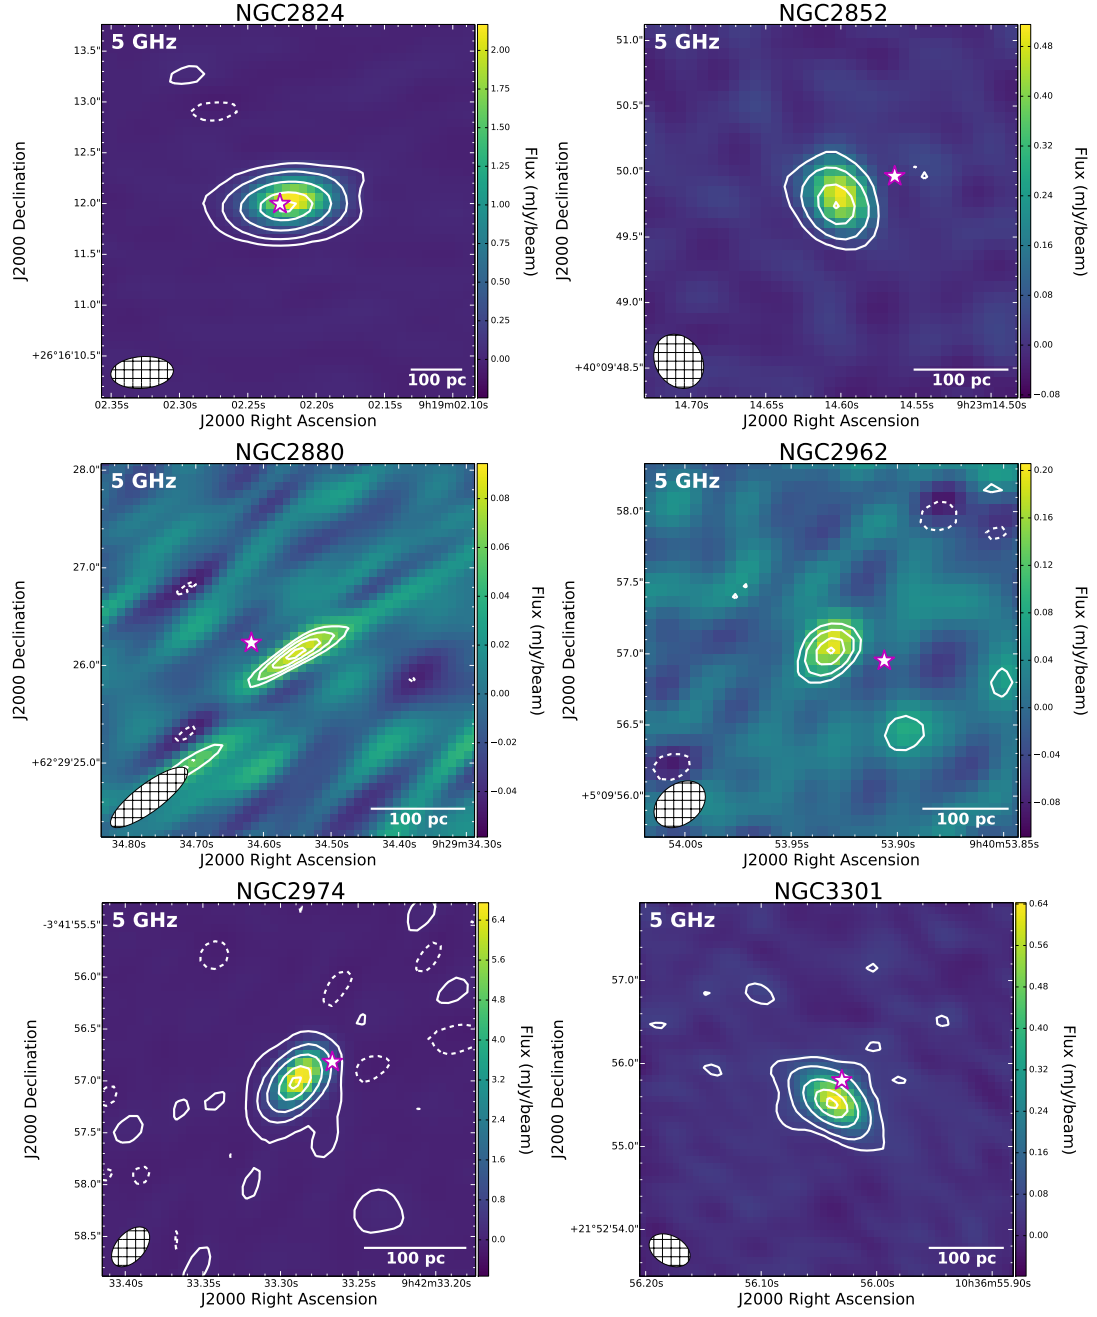 NGC2824
5 GHz
13.5"
13.0"
12.5"
12.0"
11.5"
11.0"
+26°16'10.5"
J2000 Declination
02.35s 02.30s 02.25s 02.20s 02.15s 9h19m02.10s
J2000 Right Ascension
100 pc
2.00
1.75
1.50
1.25
1.00
0.75
0.50
0.25
0.00
Flux (mJy/beam)
NGC2852
5 GHz
51.0"
50.5"
50.0"
49.5"
49.0"
+40°09'48.5"
J2000 Declination
14.70s 14.65s 14.60s 14.55s 9h23m14.50s
J2000 Right Ascension
100 pc
0.48
0.40
0.32
0.24
0.16
0.08
0.00
−0.08
Flux (mJy/beam)
NGC2880
5 GHz
28.0"
27.0"
26.0"
+62°29'25.0"
J2000 Declination
34.80s 34.70s 34.60s 34.50s 34.40s 9h29m34.30s
J2000 Right Ascension
100 pc
0.08
0.06
0.04
0.02
0.00
−0.02
−0.04
Flux (mJy/beam)
NGC2962
5 GHz
58.0"
57.5"
57.0"
56.5"
+5°09'56.0"
J2000 Declination
54.00s 53.95s 53.90s 9h40m53.85s
J2000 Right Ascension
100 pc
0.20
0.16
0.12
0.08
0.04
0.00
−0.04
−0.08
Flux (mJy/beam)
NGC2974
5 GHz
-3°41'55.5"
56.0"
56.5"
57.0"
57.5"
58.0"
58.5"
J2000 Declination
33.40s 33.35s 33.30s 33.25s 9h42m33.20s
J2000 Right Ascension
100 pc
6.4
5.6
4.8
4.0
3.2
2.4
1.6
0.8
0.0
Flux (mJy/beam)
NGC3301
5 GHz
57.0"
56.0"
55.0"
+21°52'54.0"
J2000 Declination
56.20s 56.10s 56.00s 10h36m55.90s
J2000 Right Ascension
100 pc
0.64
0.56
0.48
0.40
0.32
0.24
0.16
0.08
0.00
Flux (mJy/beam)